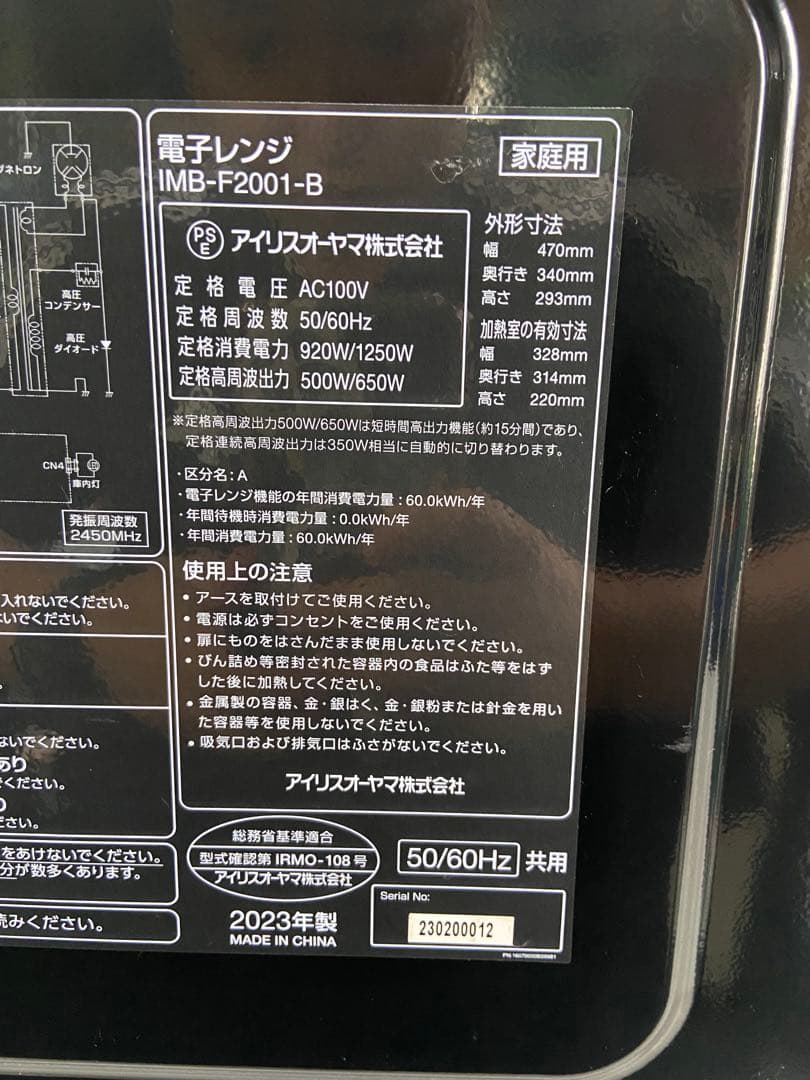 グネトロン
高圧
コンデンサー
高圧
ダイオード
CN4
庫内灯
発振周波数
2450MHz
入れないでください。
いでください。
ないでください。
あり
ください。
ださい。
をあけないでください。
分が数多くあります。
読みください。
電子レンジ
IMB-F2001-B
家庭用
PSE
アイリスオーヤマ株式会社
定格電圧 AC100V
定格周波数 50/60Hz
定格消費電力 920W/1250W
定格高周波出力 500W/650W
外形寸法
幅 470mm
奥行き 340mm
高さ 293mm
加熱室の有効寸法
幅 328mm
奥行き 314mm
高さ 220mm
※定格高周波出力500W/650Wは短時間高出力機能(約15分間)であり、
定格連続高周波出力は350W相当に自動的に切り替わります。
・区分名:A
・電子レンジ機能の年間消費電力量:60.0kWh/年
・年間待機時消費電力量:0.0kWh/年
・年間消費電力量:60.0kWh/年
使用上の注意
• アースを取付けてご使用ください。
• 電源は必ずコンセントをご使用ください。
• 扉にものをはさんだまま使用しないでください。
• びん詰め等密封された容器内の食品はふた等をはず
した後に加熱してください。
• 金属製の容器、金・銀はく、金・銀粉または針金を用い
た容器等を使用しないでください。
• 吸気口および排気口はふさがないでください。
アイリスオーヤマ株式会社
総務省基準適合
型式確認第 IRMO-108 号
アイリスオーヤマ株式会社
50/60Hz 共用
2023年製
MADE IN CHINA
Serial No:
230200012